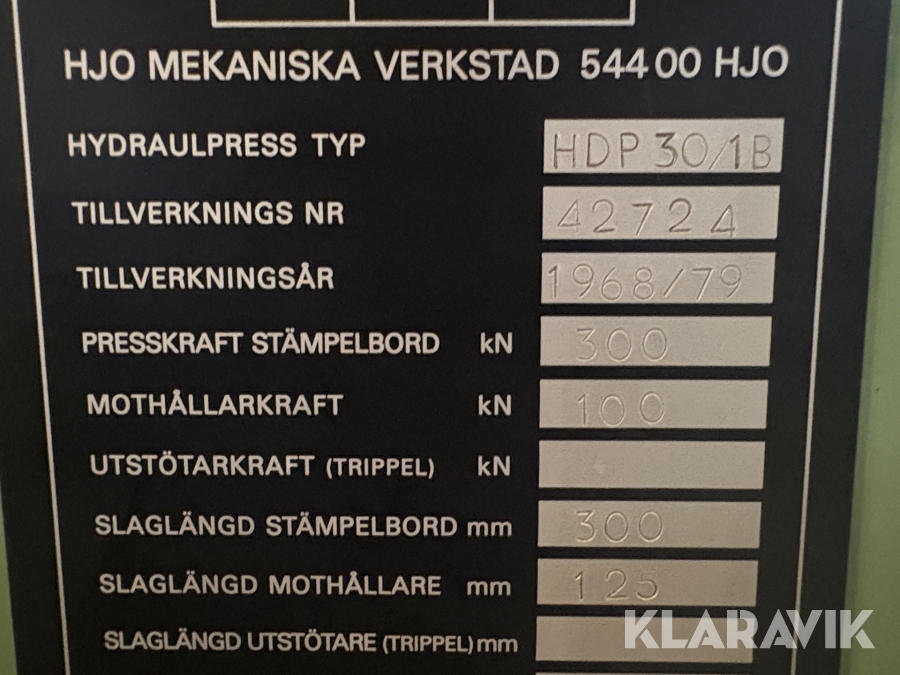 HJO MEKANISKA VERKSTAD 544 00 HJO
HYDRAULPRESS TYP HDP 30/1B
TILLVERKNINGS NR 42724
TILLVERKNINGSÅR 1968/79
PRESSKRAFT STÄMPELBORD kN 300
MOTHÅLLARKRAFT kN 100
UTSTÖTARKRAFT (TRIPPEL) kN
SLAGLÄNGD STÄMPELBORD mm 300
SLAGLÄNGD MOTHÅLLARE mm 125
SLAGLÄNGD UTSTÖTARE (TRIPPEL) mm
KLARAVIK